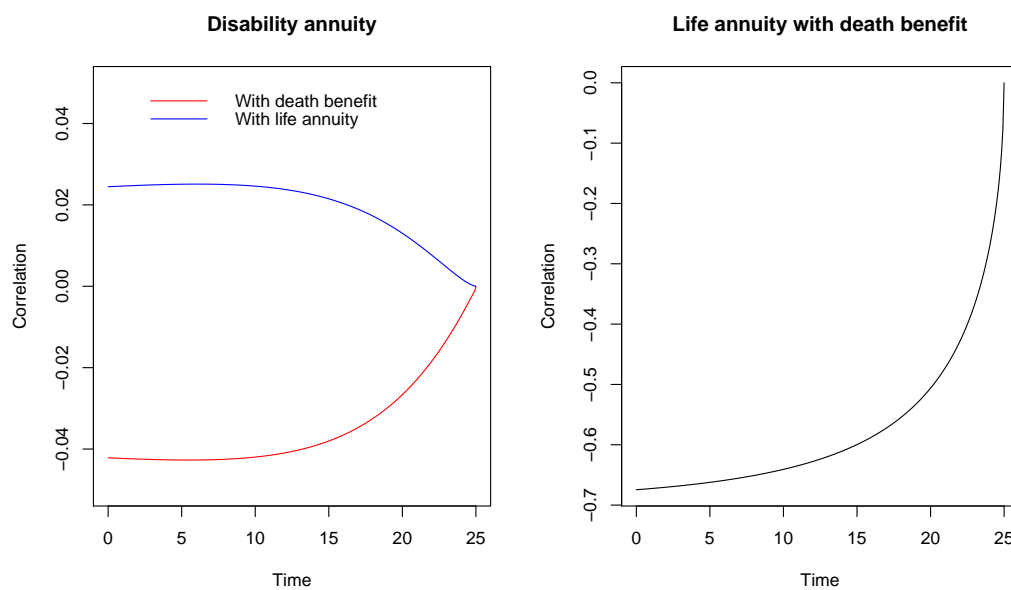 Disability annuity
With death benefit
With life annuity
0.04
0.02
0.00
−0.02
−0.04
Correlation
0 5 10 15 20 25
Time
Life annuity with death benefit
0.0
−0.1
−0.2
−0.3
−0.4
−0.5
−0.6
−0.7
Correlation
0 5 10 15 20 25
Time